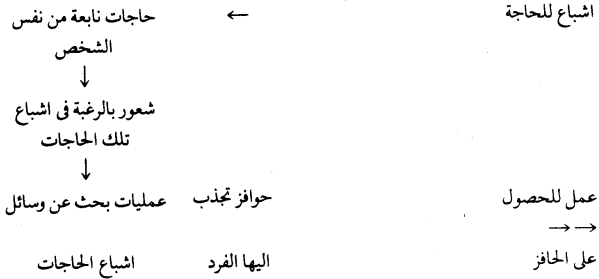 اشباع للحاجة ← حاجات نابعة من نفس
الشخص
↓
شعور بالرغبة فى اشباع
تلك الحاجات
↓
عمل للحصول حوافز تجذب عمليات بحث عن وسائل
→ →
على الحافز اليها الفرد اشباع الحاجات